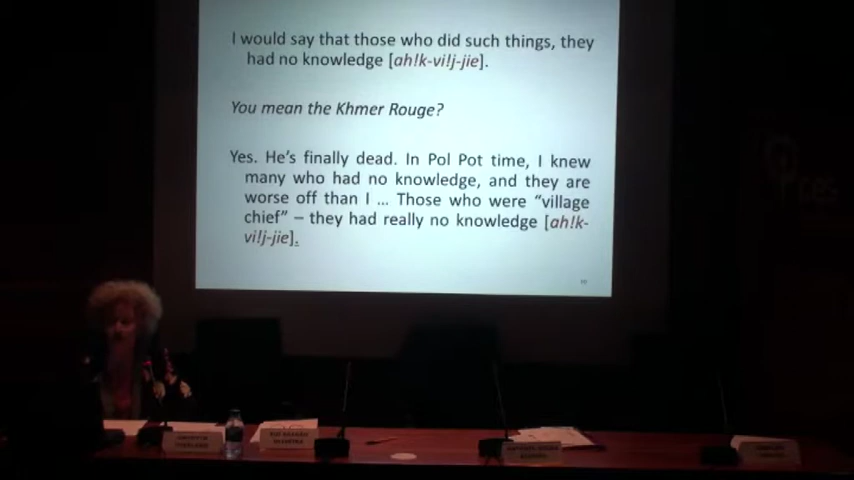 I would say that those who did such things, they
had no knowledge [ah!k-vi!j-jie].
You mean the Khmer Rouge?
Yes. He's finally dead. In Pol Pot time, I knew
many who had no knowledge, and they are
worse off than I ... Those who were "village
chief" – they had really no knowledge [ah!k-
vi!j-jie].
ces